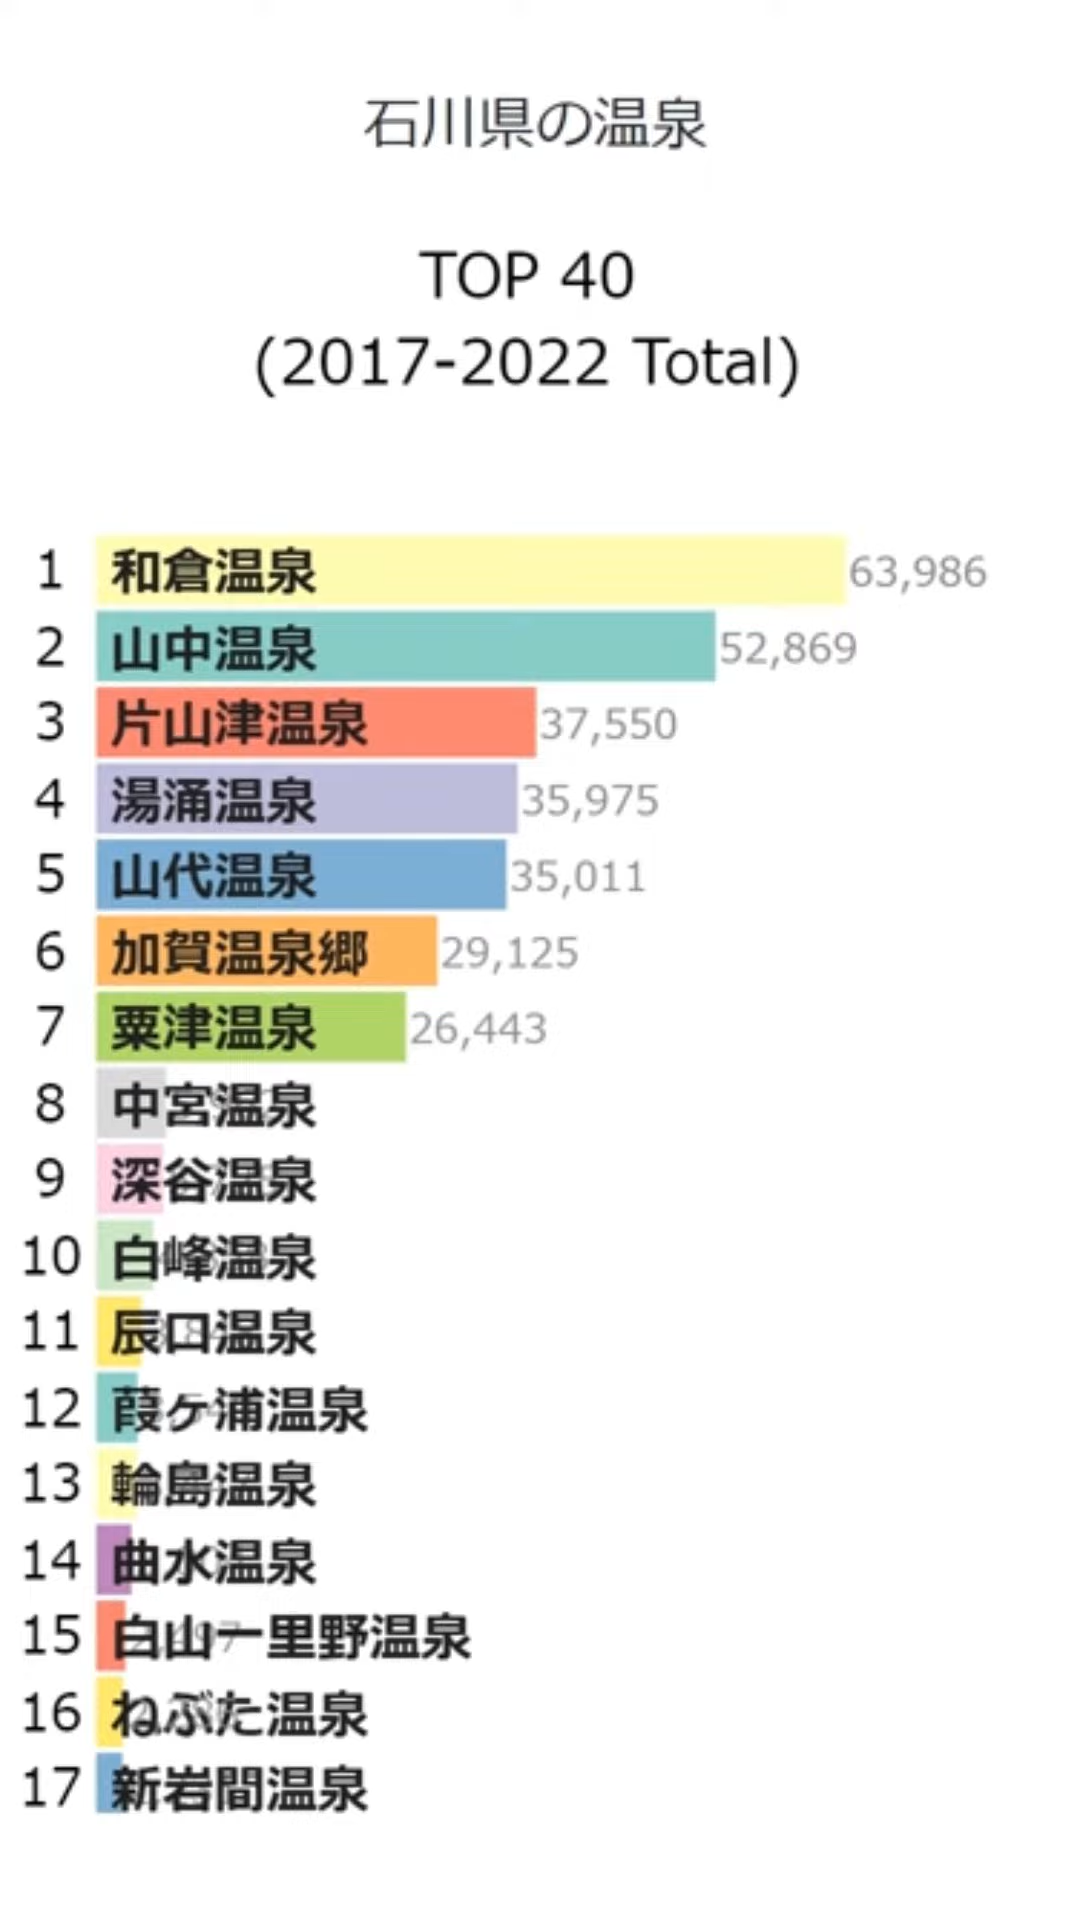 石川県の温泉
TOP 40
(2017-2022 Total)
1 和倉温泉 63,986
2 山中温泉 52,869
3 片山津温泉 37,550
4 湯涌温泉 35,975
5 山代温泉 35,011
6 加賀温泉郷 29,125
7 粟津温泉 26,443
8 中宮温泉
9 深谷温泉
10 白峰温泉
11 辰口温泉
12 葭ヶ浦温泉
13 輪島温泉
14 曲水温泉
15 白山一里野温泉
16 ねぶた温泉
17 新岩間温泉